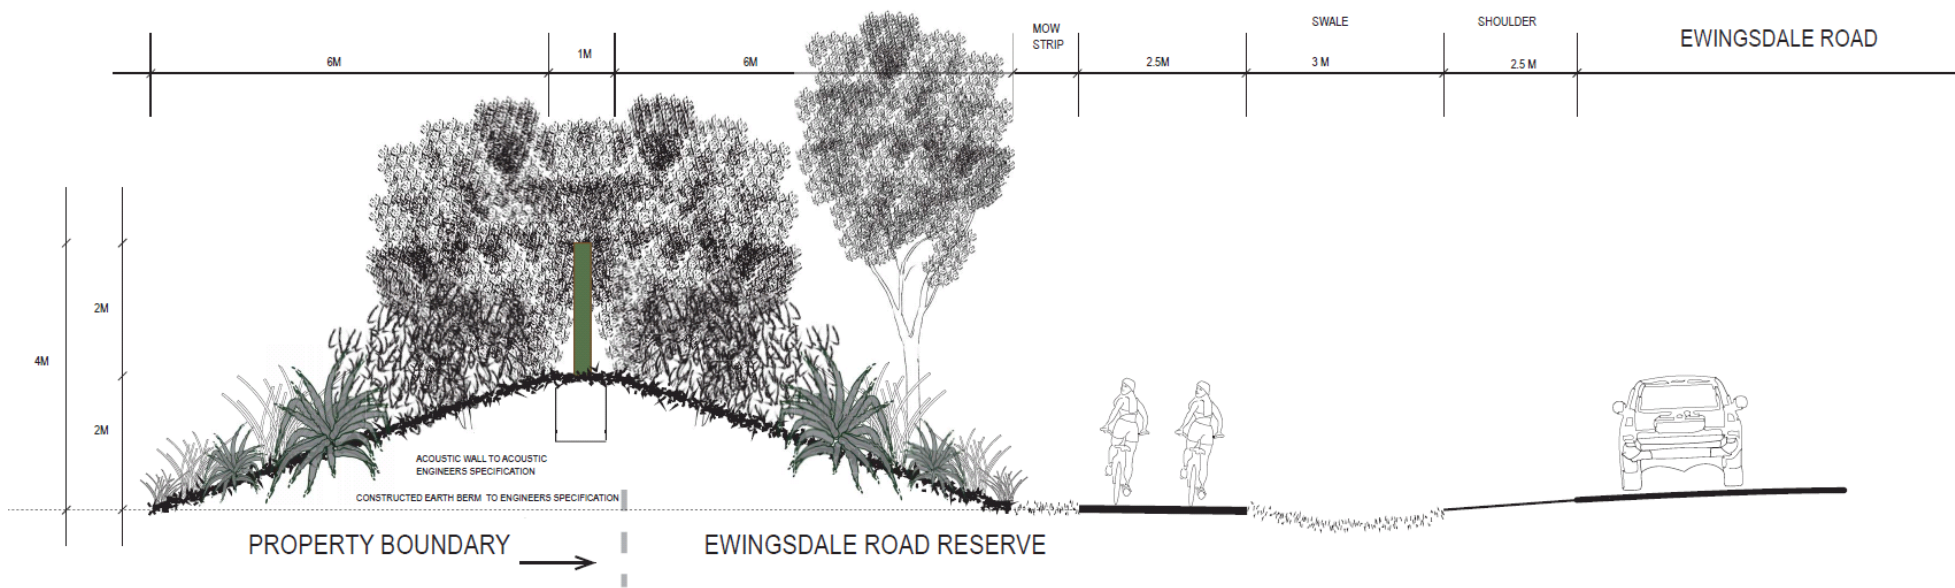 6M
1M
6M
MOW
STRIP
2.5M
SWALE
3 M
SHOULDER
2.5 M
EWINGSDALE ROAD
2M
4M
2M
ACOUSTIC WALL TO ACOUSTIC
ENGINEERS SPECIFICATION
CONSTRUCTED EARTH BERM TO ENGINEERS SPECIFICATION
PROPERTY BOUNDARY
EWINGSDALE ROAD RESERVE